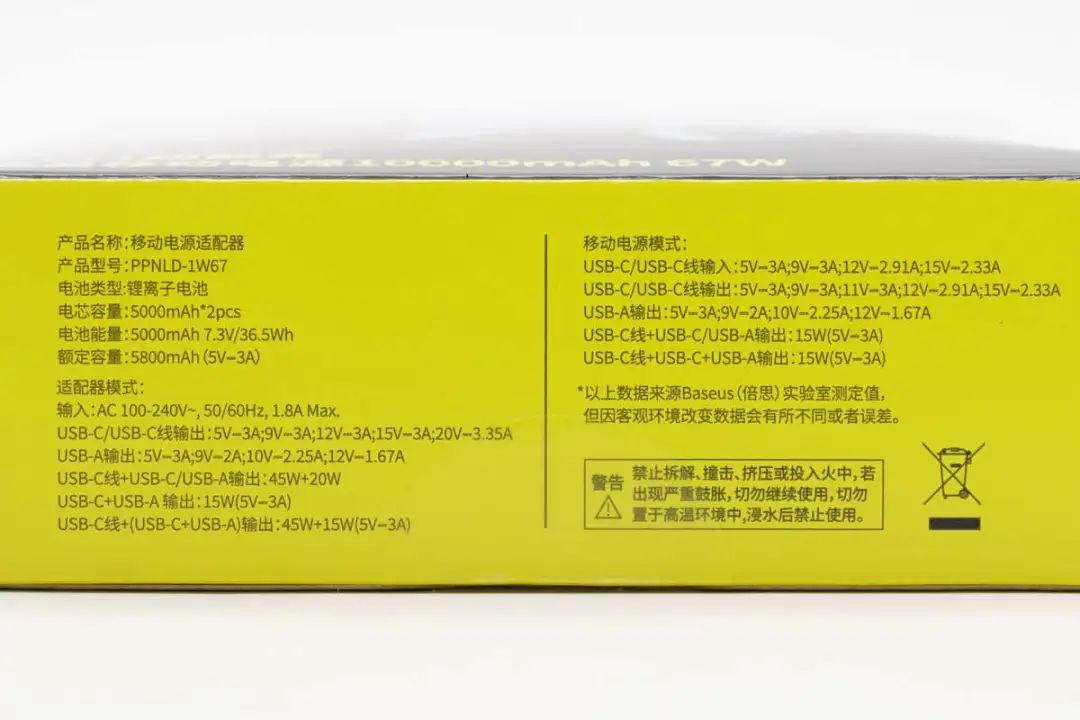 10000mAh 67W
产品名称:移动电源适配器
产品型号:PPNLD-1W67
电池类型:锂离子电池
电芯容量:5000mAh*2pcs
电池能量:5000mAh 7.3V/36.5Wh
额定容量:5800mAh (5V⎓3A)
适配器模式:
输入:AC 100-240V~, 50/60Hz, 1.8A Max.
USB-C/USB-C线输出:5V⎓3A;9V⎓3A;12V⎓3A;15V⎓3A;20V⎓3.35A
USB-A输出:5V⎓3A;9V⎓2A;10V⎓2.25A;12V⎓1.67A
USB-C线+USB-C/USB-A输出:45W+20W
USB-C+USB-A 输出:15W(5V⎓3A)
USB-C线+(USB-C+USB-A)输出:45W+15W(5V⎓3A)
移动电源模式:
USB-C/USB-C线输入:5V⎓3A;9V⎓3A;12V⎓2.91A;15V⎓2.33A
USB-C/USB-C线输出:5V⎓3A;9V⎓3A;11V⎓3A;12V⎓2.91A;15V⎓2.33A
USB-A输出:5V⎓3A;9V⎓2A;10V⎓2.25A;12V⎓1.67A
USB-C线+USB-C/USB-A输出:15W(5V⎓3A)
USB-C线+USB-C+USB-A输出:15W(5V⎓3A)
*以上数据来源Baseus (倍思) 实验室测定值,
但因客观环境改变数据会有所不同或者误差。
警告
禁止拆解、撞击、挤压或投入火中,若
出现严重鼓胀,切勿继续使用,切勿
置于高温环境中,浸水后禁止使用。